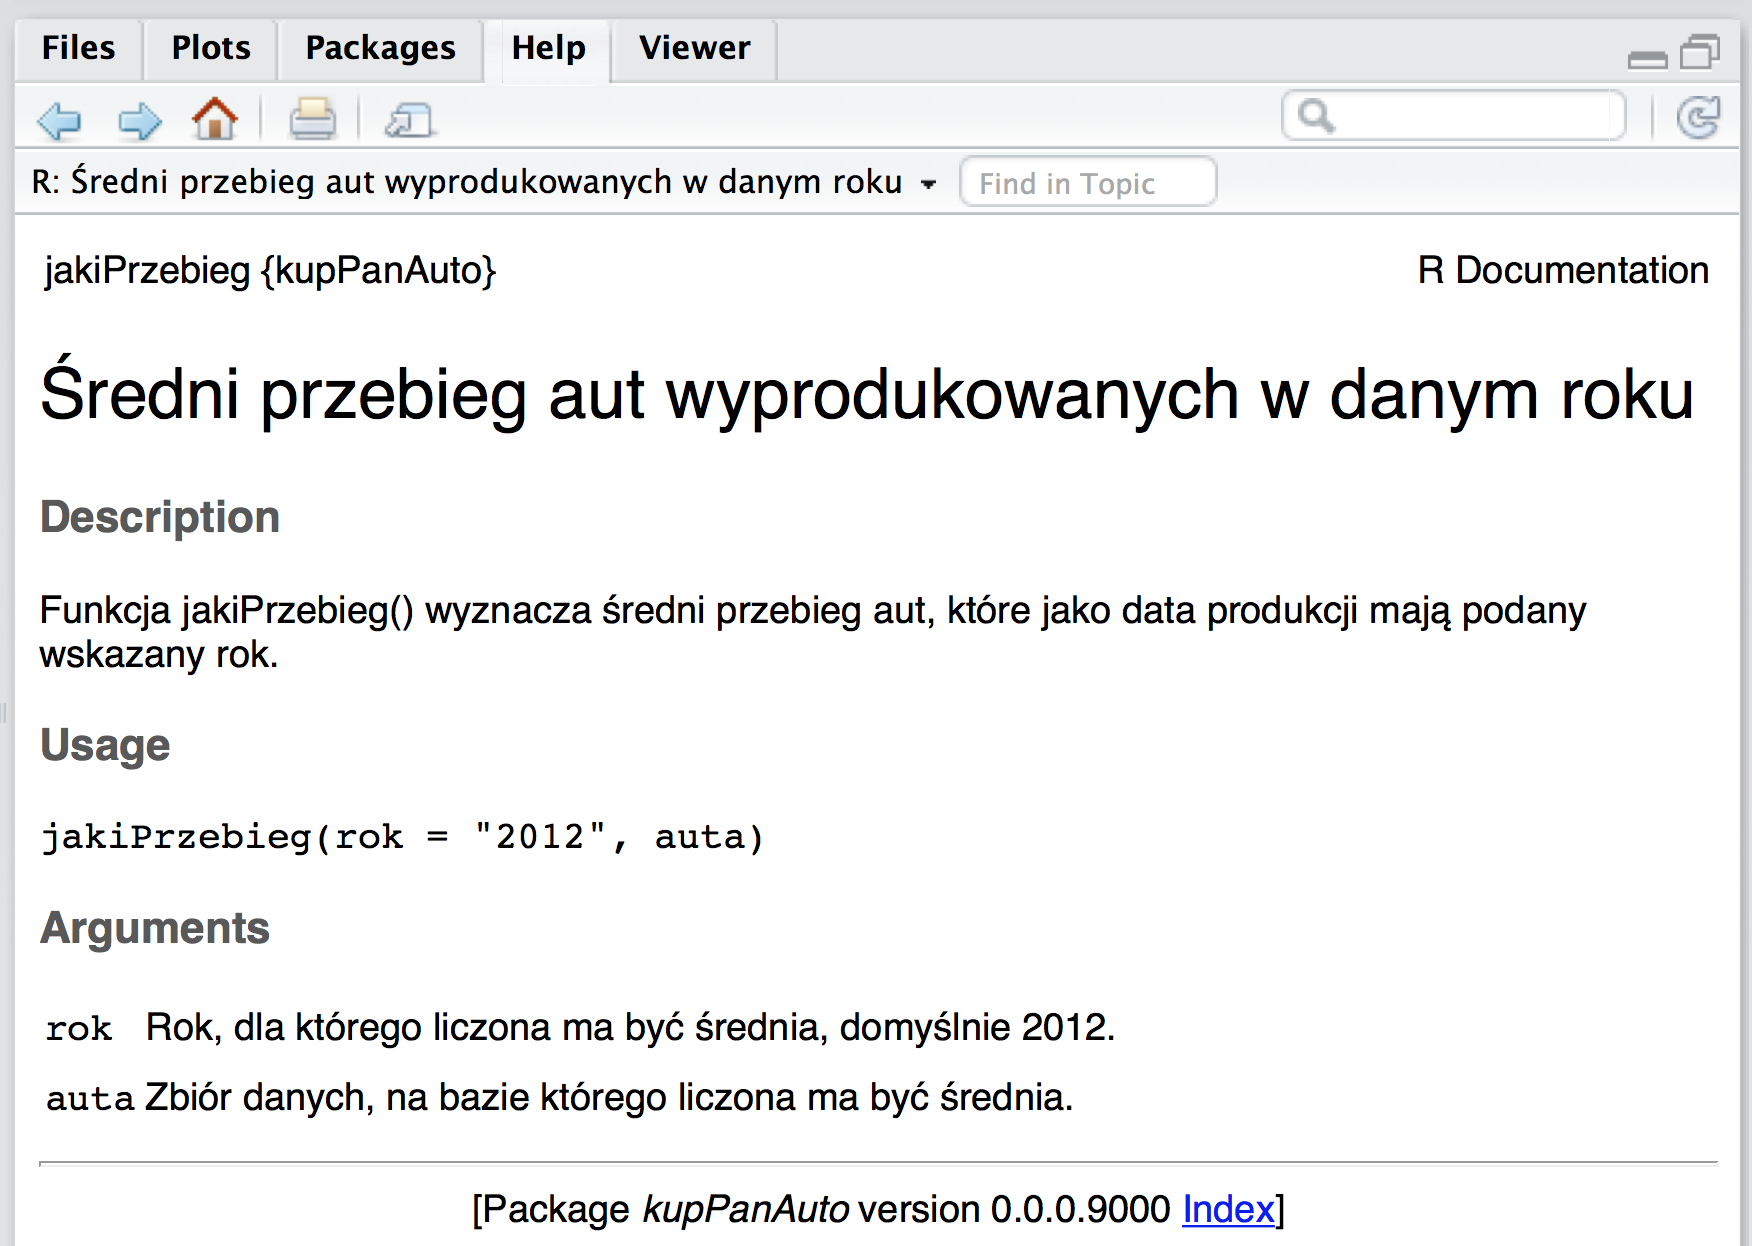 Files Plots Packages Help Viewer
R: Średni przebieg aut wyprodukowanych w danym roku Find in Topic
jakiPrzebieg {kupPanAuto} R Documentation
Średni przebieg aut wyprodukowanych w danym roku
Description
Funkcja jakiPrzebieg() wyznacza średni przebieg aut, które jako data produkcji mają podany
wskazany rok.
Usage
jakiPrzebieg(rok = "2012", auta)
Arguments
rok Rok, dla którego liczona ma być średnia, domyślnie 2012.
auta Zbiór danych, na bazie którego liczona ma być średnia.
[Package kupPanAuto version 0.0.0.9000 Index]